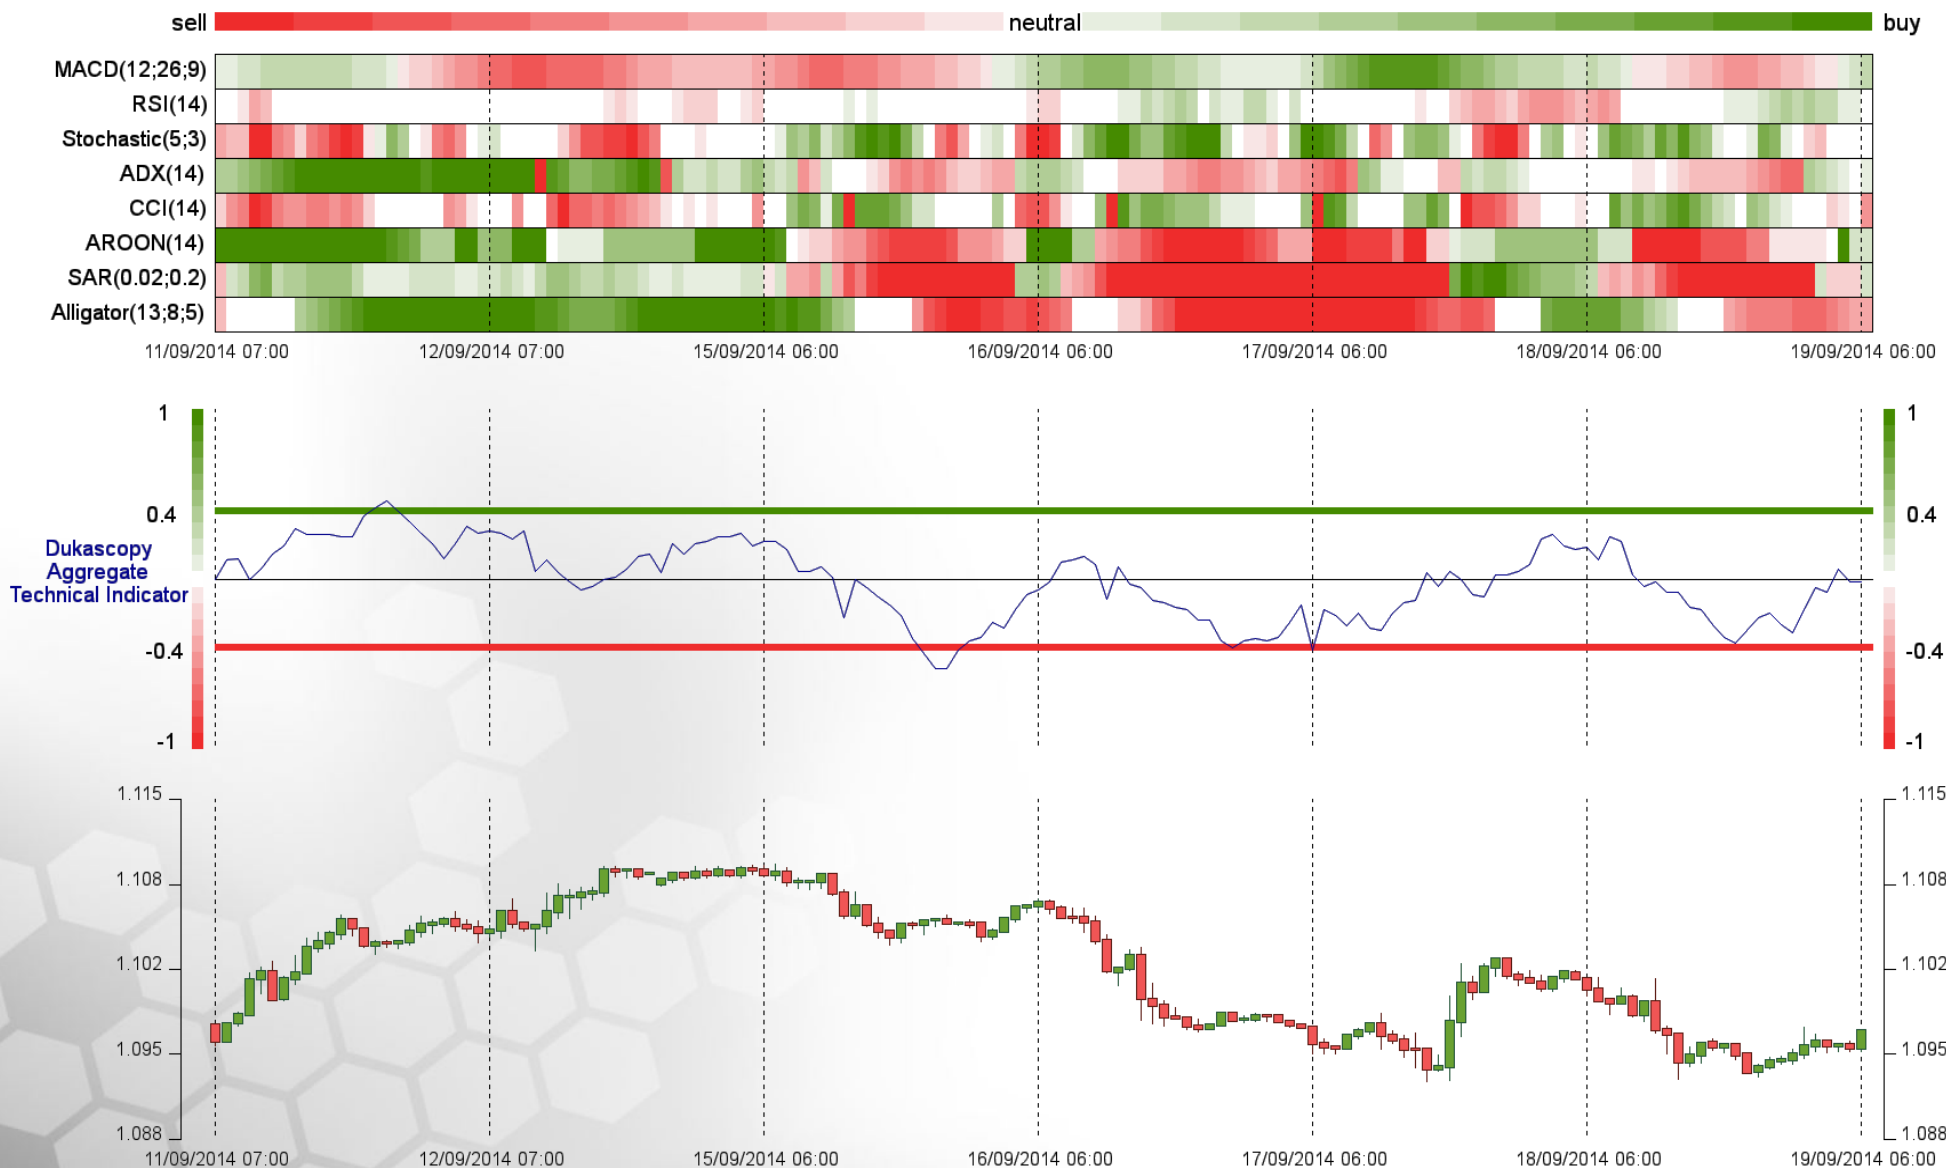 sell neutral buy
MACD(12;26;9)
RSI(14)
Stochastic(5;3)
ADX(14)
CCI(14)
AROON(14)
SAR(0.02;0.2)
Alligator(13;8;5)
11/09/2014 07:00 12/09/2014 07:00 15/09/2014 06:00 16/09/2014 06:00 17/09/2014 06:00 18/09/2014 06:00 19/09/2014 06:00
1 1
0.4 0.4
Dukascopy
Aggregate
Technical Indicator
-0.4 -0.4
-1 -1
1.115 1.115
1.108 1.108
1.102 1.102
1.095 1.095
1.088 1.088
11/09/2014 07:00 12/09/2014 07:00 15/09/2014 06:00 16/09/2014 06:00 17/09/2014 06:00 18/09/2014 06:00 19/09/2014 06:00